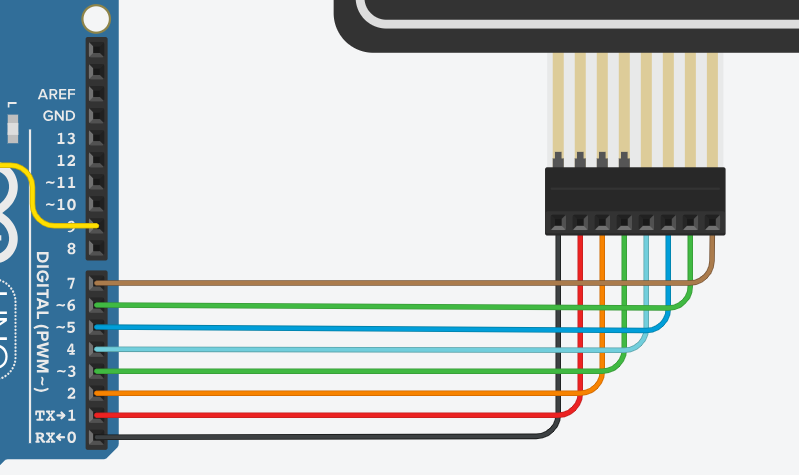 L
AREF
GND
13
12
~11
~10
9
8
7
~6
~5
4
~3
2
TX→1
RX←0
DIGITAL (PWM ~)